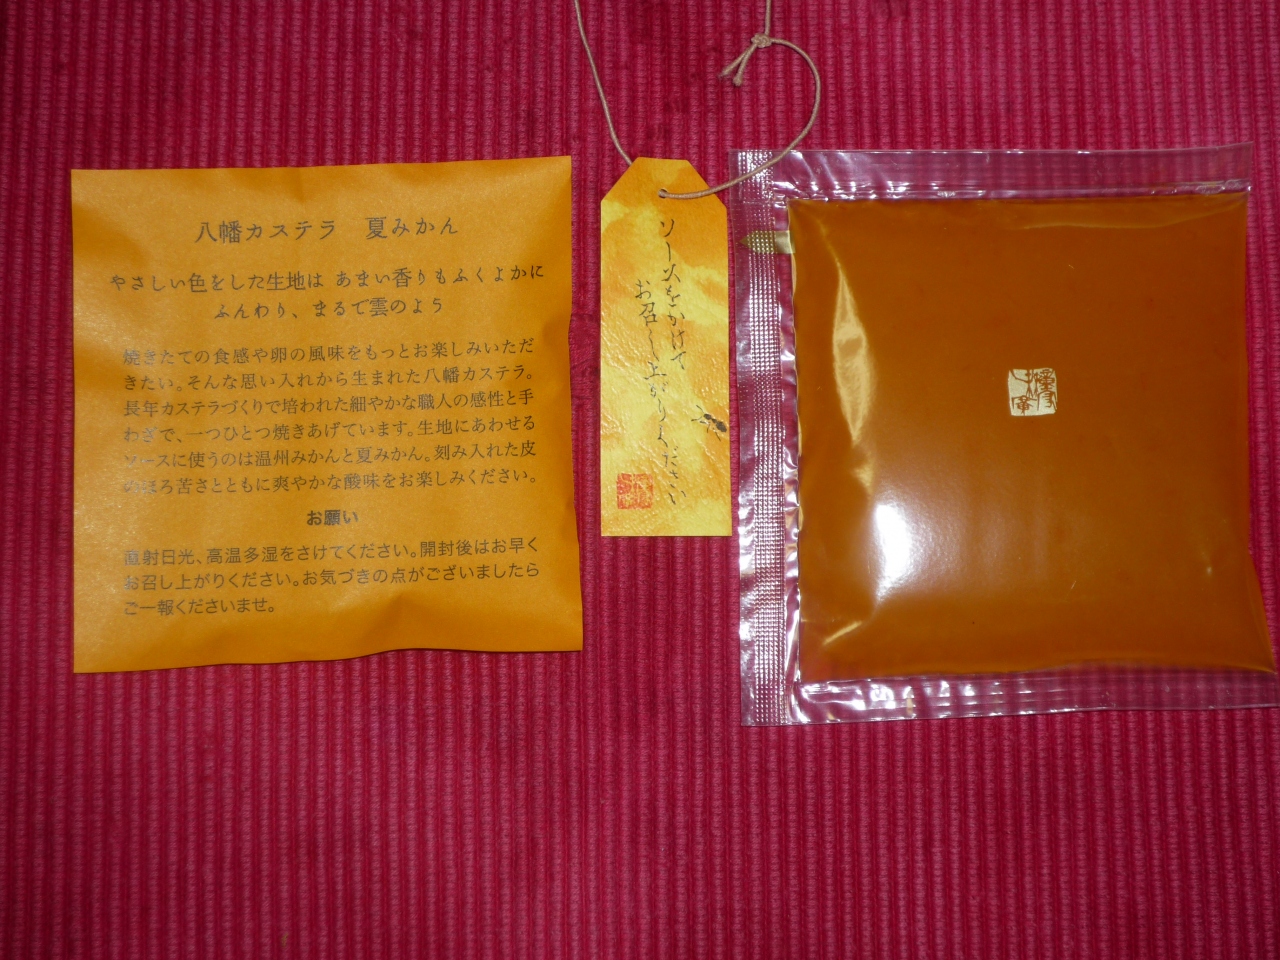 八幡カステラ　夏みかん
やさしい色をした生地は あまい香りもふくよかに
ふんわり、まるで雲のよう
焼きたての食感や卵の風味をもっとお楽しみいただ
きたい。そんな思い入れから生まれた八幡カステラ。
長年カステラづくりで培われた細やかな職人の感性と手
わざで、一つひとつ焼きあげています。生地にあわせる
ソースに使うのは温州みかんと夏みかん。刻み入れた皮
のほろ苦さとともに爽やかな酸味をお楽しみください。
お願い
直射日光、高温多湿をさけてください。開封後はお早く
お召し上がりください。お気づきの点がございましたら
ご一報くださいませ。
ソースをかけて
お召し上がりください